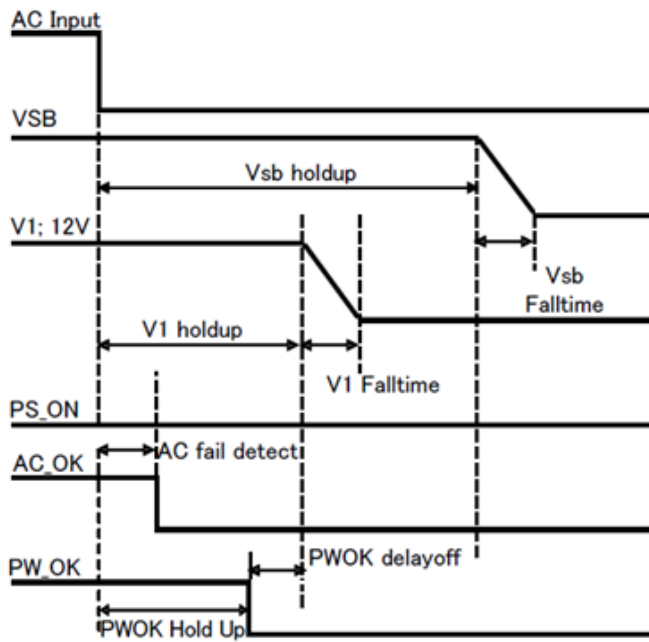 AC Input
VSB
Vsb holdup
V1; 12V
Vsb
Falltime
V1 holdup
V1 Falltime
PS_ON
AC fail detect
AC_OK
PWOK delayoff
PW_OK
PWOK Hold Up